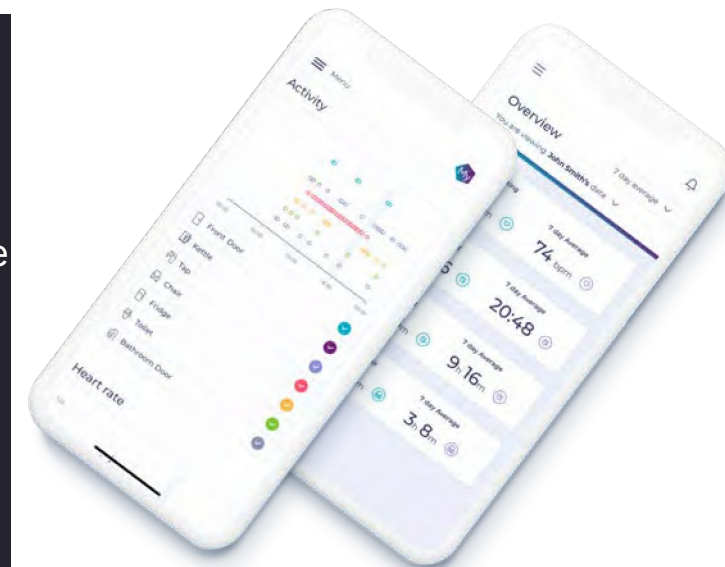 e
Menu
Activity
My
Front Door
Kettle
Tap
Chair
Fridge
Toilet
Bathroom Door
Heart rate
Overview
You are viewing John Smith's data
7 day average
7 day Average
74 bpm
7 day Average
20:48
7 day Average
9h 16m
7 day Average
3h 8m